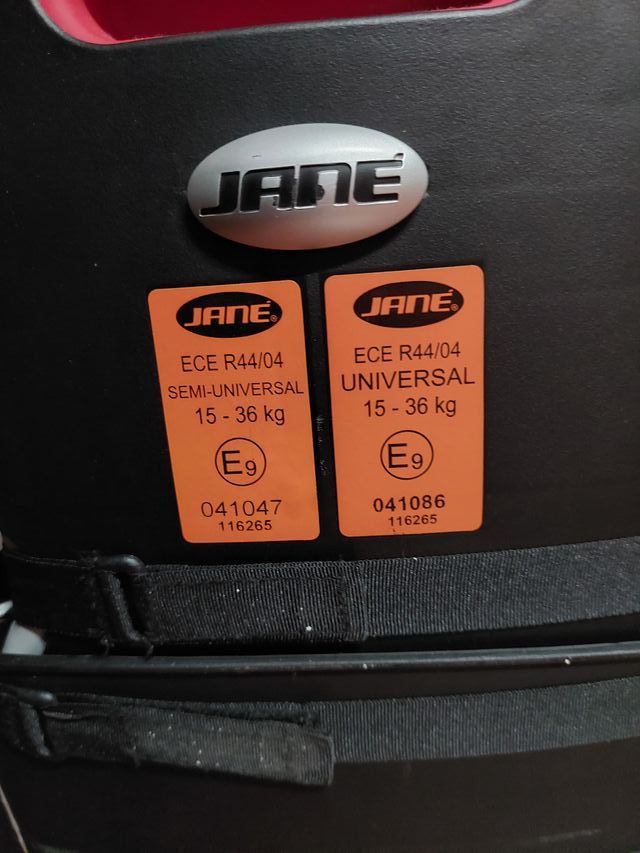 JANÉ
JANÉ®
ECE R44/04
SEMI-UNIVERSAL
15 - 36 kg
E9
041047
116265
JANÉ®
ECE R44/04
UNIVERSAL
15 - 36 kg
E9
041086
116265